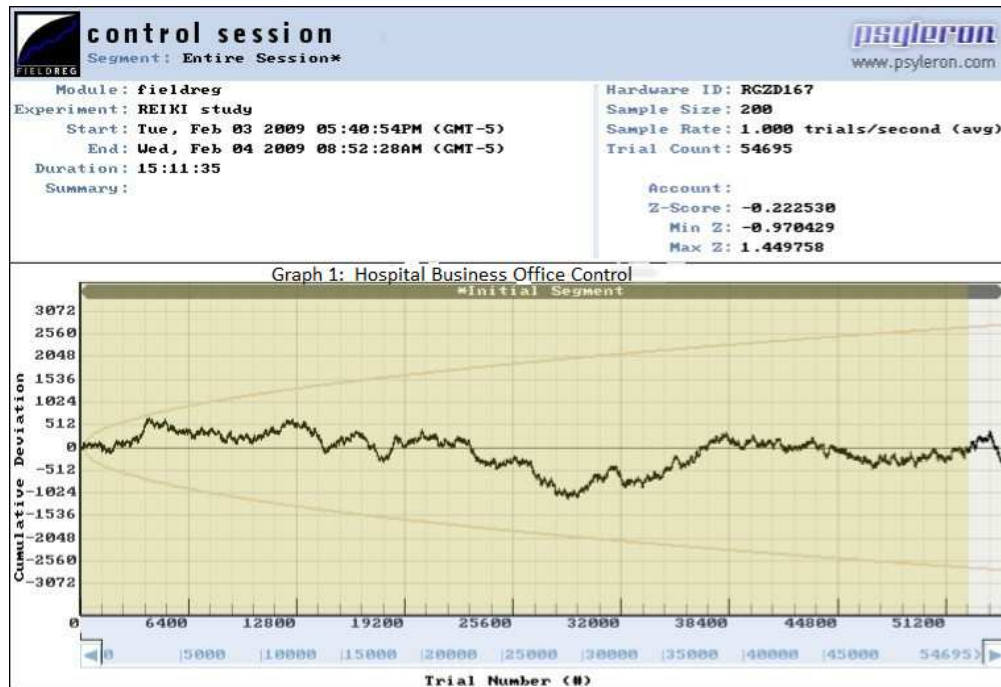 control session
Segment: Entire Session*
FIELDREG
psyleron
www.psyleron.com
Module: fieldreg
Experiment: REIKI study
Start: Tue, Feb 03 2009 05:40:54PM (GMT-5)
End: Wed, Feb 04 2009 08:52:28AM (GMT-5)
Duration: 15:11:35
Summary:
Hardware ID: RGZD167
Sample Size: 200
Sample Rate: 1.000 trials/second (avg)
Trial Count: 54695
Account:
Z-Score: -0.222530
Min Z: -0.970429
Max Z: 1.449758
Graph 1: Hospital Business Office Control
*Initial Segment
Cumulative Deviation
3072
2560
2048
1536
1024
512
0
-512
-1024
-1536
-2048
-2560
-3072
0 6400 12800 19200 25600 32000 38400 44800 51200
0 |5000 |10000 |15000 |20000 |25000 |30000 |35000 |40000 |45000 54695>
Trial Number (#)